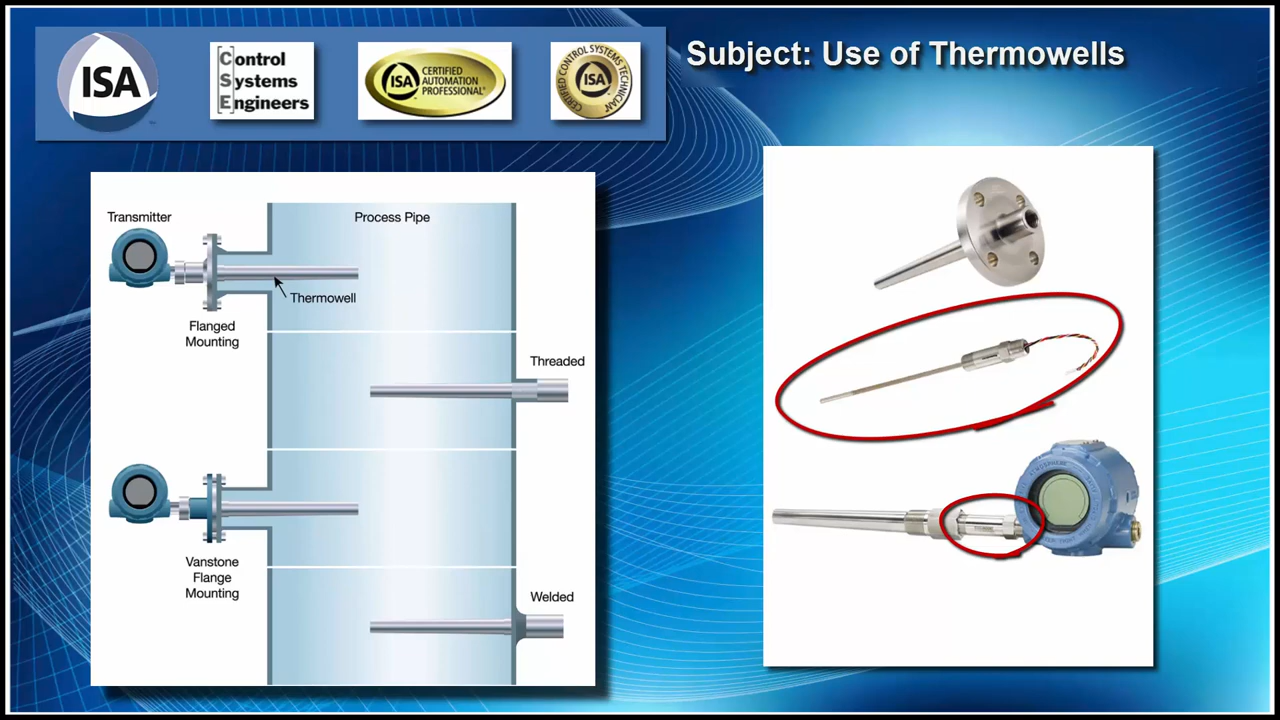 ISA
[C]ontrol
Systems
Engineers
ISA
CERTIFIED
AUTOMATION
PROFESSIONAL®
CERTIFIED CONTROL SYSTEMS TECHNICIAN
ISA
Subject: Use of Thermowells
Transmitter
Process Pipe
Thermowell
Flanged
Mounting
Threaded
Vanstone
Flange
Mounting
Welded